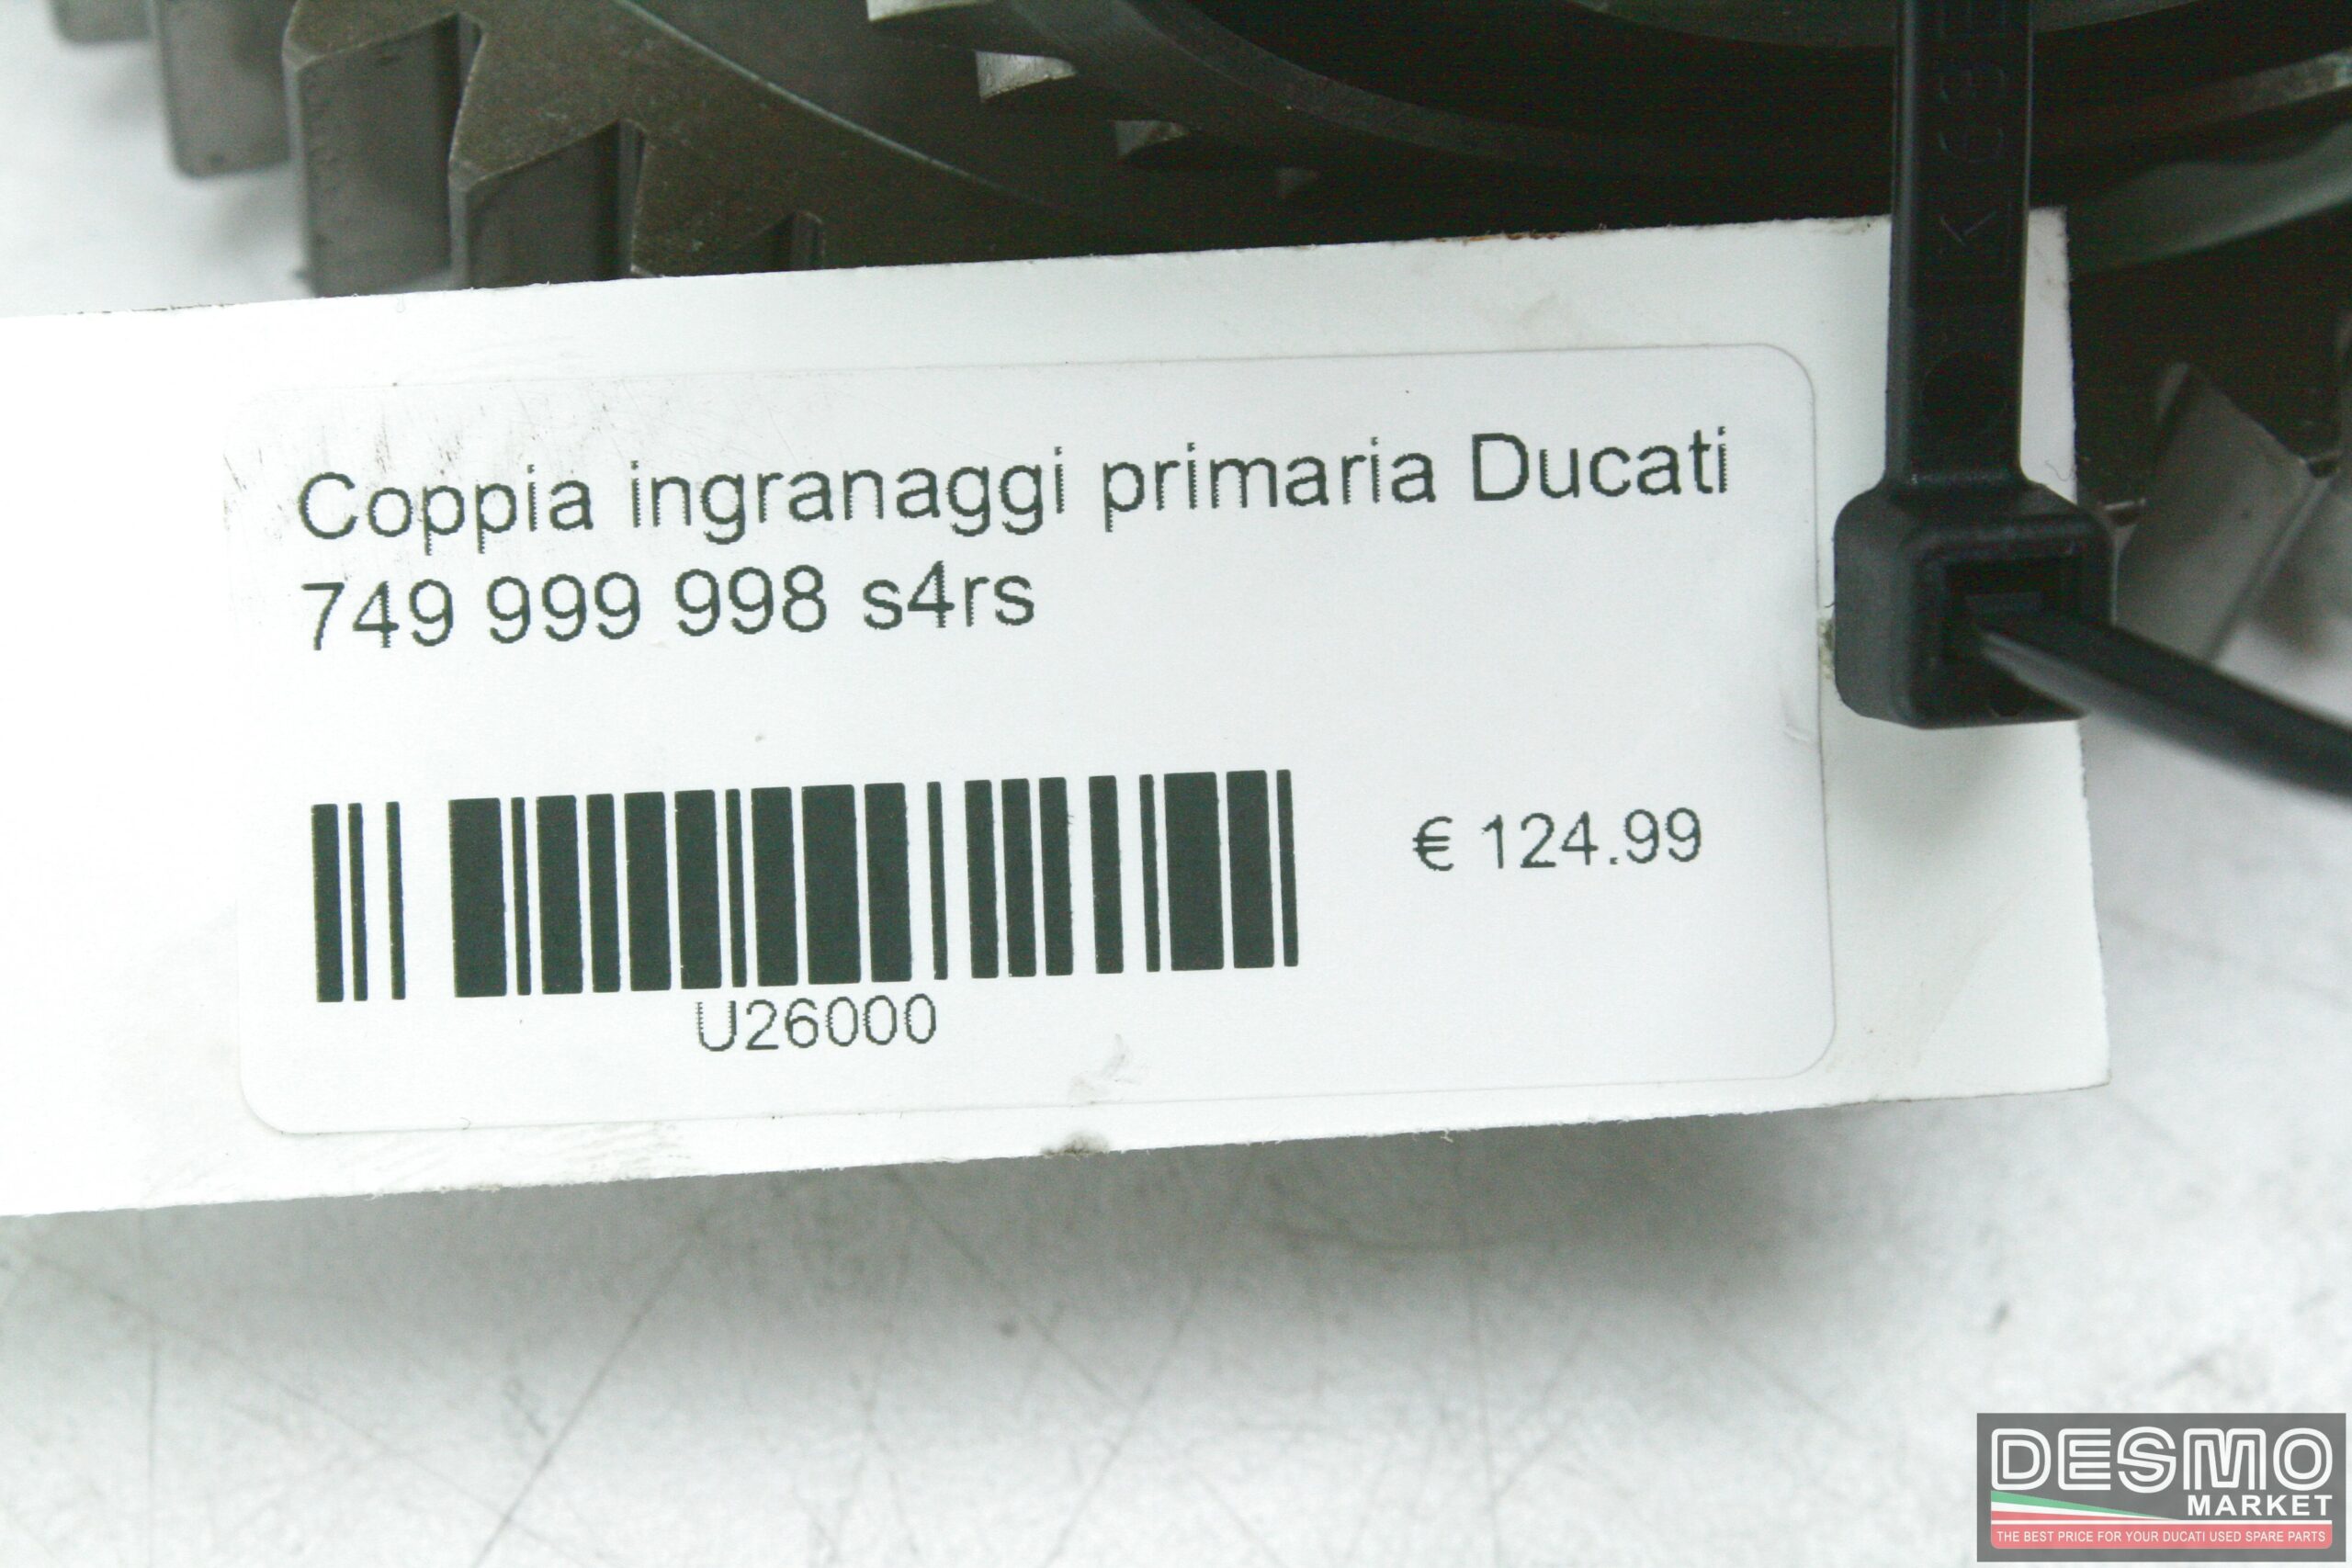 Coppia ingranaggi primaria Ducati
749 999 998 s4rs
€ 124.99
U26000
DESMO
MARKET
THE BEST PRICE FOR YOUR DUCATI USED SPARE PARTS